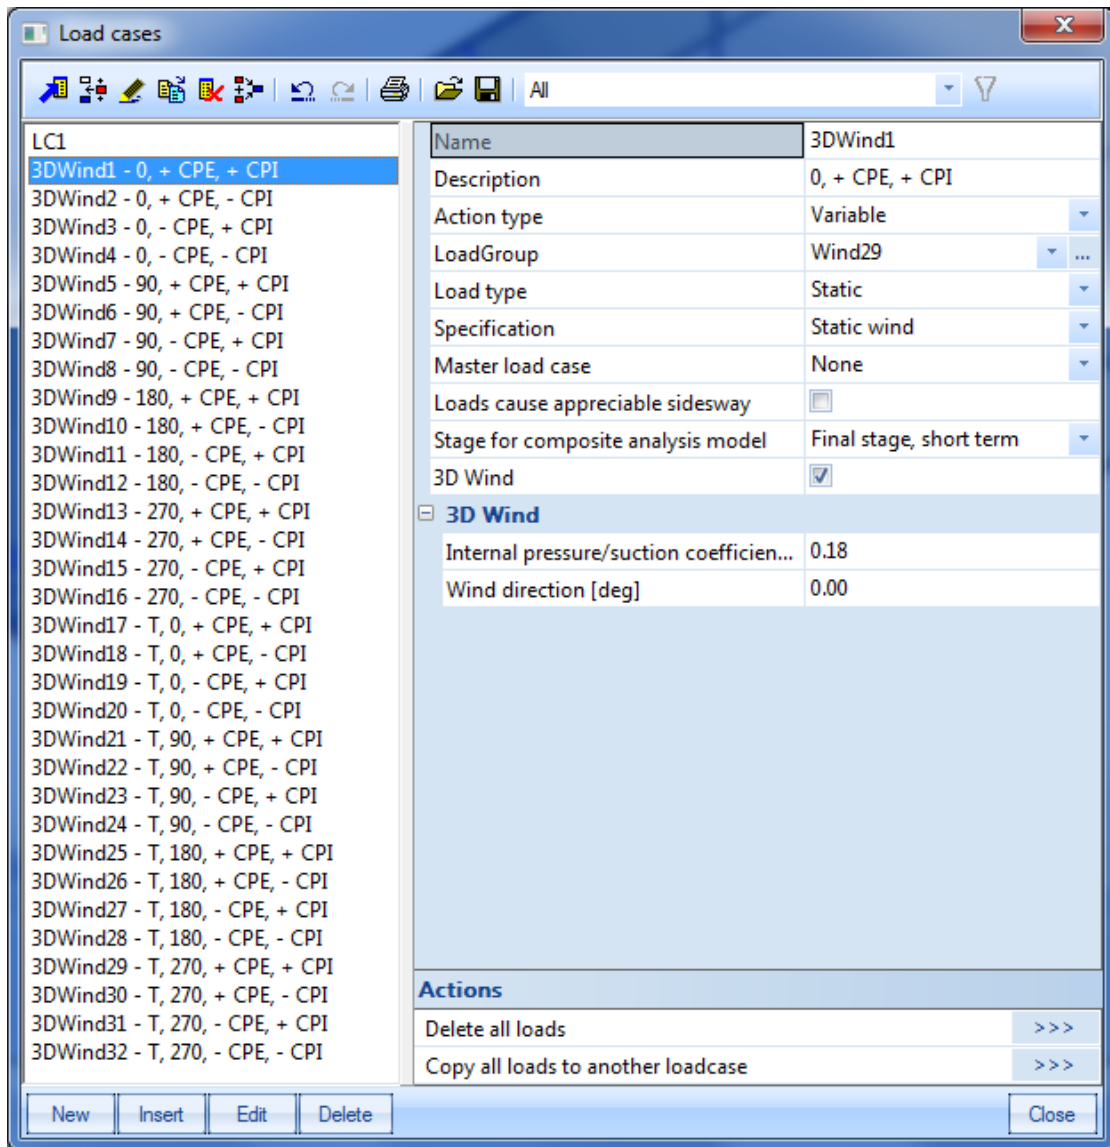 Load cases
All
LC1
3DWind1 - 0, + CPE, + CPI
3DWind2 - 0, + CPE, - CPI
3DWind3 - 0, - CPE, + CPI
3DWind4 - 0, - CPE, - CPI
3DWind5 - 90, + CPE, + CPI
3DWind6 - 90, + CPE, - CPI
3DWind7 - 90, - CPE, + CPI
3DWind8 - 90, - CPE, - CPI
3DWind9 - 180, + CPE, + CPI
3DWind10 - 180, + CPE, - CPI
3DWind11 - 180, - CPE, + CPI
3DWind12 - 180, - CPE, - CPI
3DWind13 - 270, + CPE, + CPI
3DWind14 - 270, + CPE, - CPI
3DWind15 - 270, - CPE, + CPI
3DWind16 - 270, - CPE, - CPI
3DWind17 - T, 0, + CPE, + CPI
3DWind18 - T, 0, + CPE, - CPI
3DWind19 - T, 0, - CPE, + CPI
3DWind20 - T, 0, - CPE, - CPI
3DWind21 - T, 90, + CPE, + CPI
3DWind22 - T, 90, + CPE, - CPI
3DWind23 - T, 90, - CPE, + CPI
3DWind24 - T, 90, - CPE, - CPI
3DWind25 - T, 180, + CPE, + CPI
3DWind26 - T, 180, + CPE, - CPI
3DWind27 - T, 180, - CPE, + CPI
3DWind28 - T, 180, - CPE, - CPI
3DWind29 - T, 270, + CPE, + CPI
3DWind30 - T, 270, + CPE, - CPI
3DWind31 - T, 270, - CPE, + CPI
3DWind32 - T, 270, - CPE, - CPI
Name 3DWind1
Description 0, + CPE, + CPI
Action type Variable
LoadGroup Wind29 ...
Load type Static
Specification Static wind
Master load case None
Loads cause appreciable sidesway
Stage for composite analysis model Final stage, short term
3D Wind
3D Wind
Internal pressure/suction coefficien... 0.18
Wind direction [deg] 0.00
Actions
Delete all loads >>>
Copy all loads to another loadcase >>>
New Insert Edit Delete Close